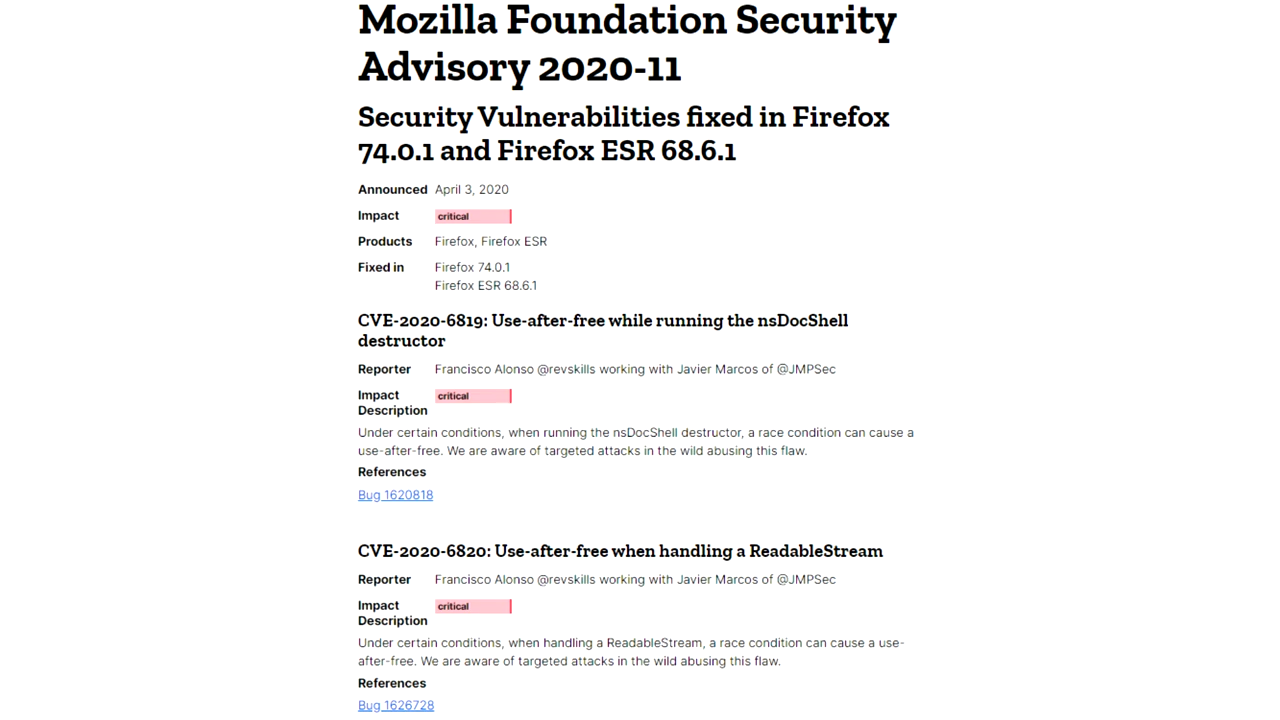 Mozilla Foundation Security
Advisory 2020-11
Security Vulnerabilities fixed in Firefox
74.0.1 and Firefox ESR 68.6.1
Announced April 3, 2020
Impact critical
Products Firefox, Firefox ESR
Fixed in Firefox 74.0.1
Firefox ESR 68.6.1
CVE-2020-6819: Use-after-free while running the nsDocShell
destructor
Reporter Francisco Alonso @revskills working with Javier Marcos of @JMPSec
Impact critical
Description
Under certain conditions, when running the nsDocShell destructor, a race condition can cause a
use-after-free. We are aware of targeted attacks in the wild abusing this flaw.
References
Bug 1620818
CVE-2020-6820: Use-after-free when handling a ReadableStream
Reporter Francisco Alonso @revskills working with Javier Marcos of @JMPSec
Impact critical
Description
Under certain conditions, when handling a ReadableStream, a race condition can cause a use-
after-free. We are aware of targeted attacks in the wild abusing this flaw.
References
Bug 1626728